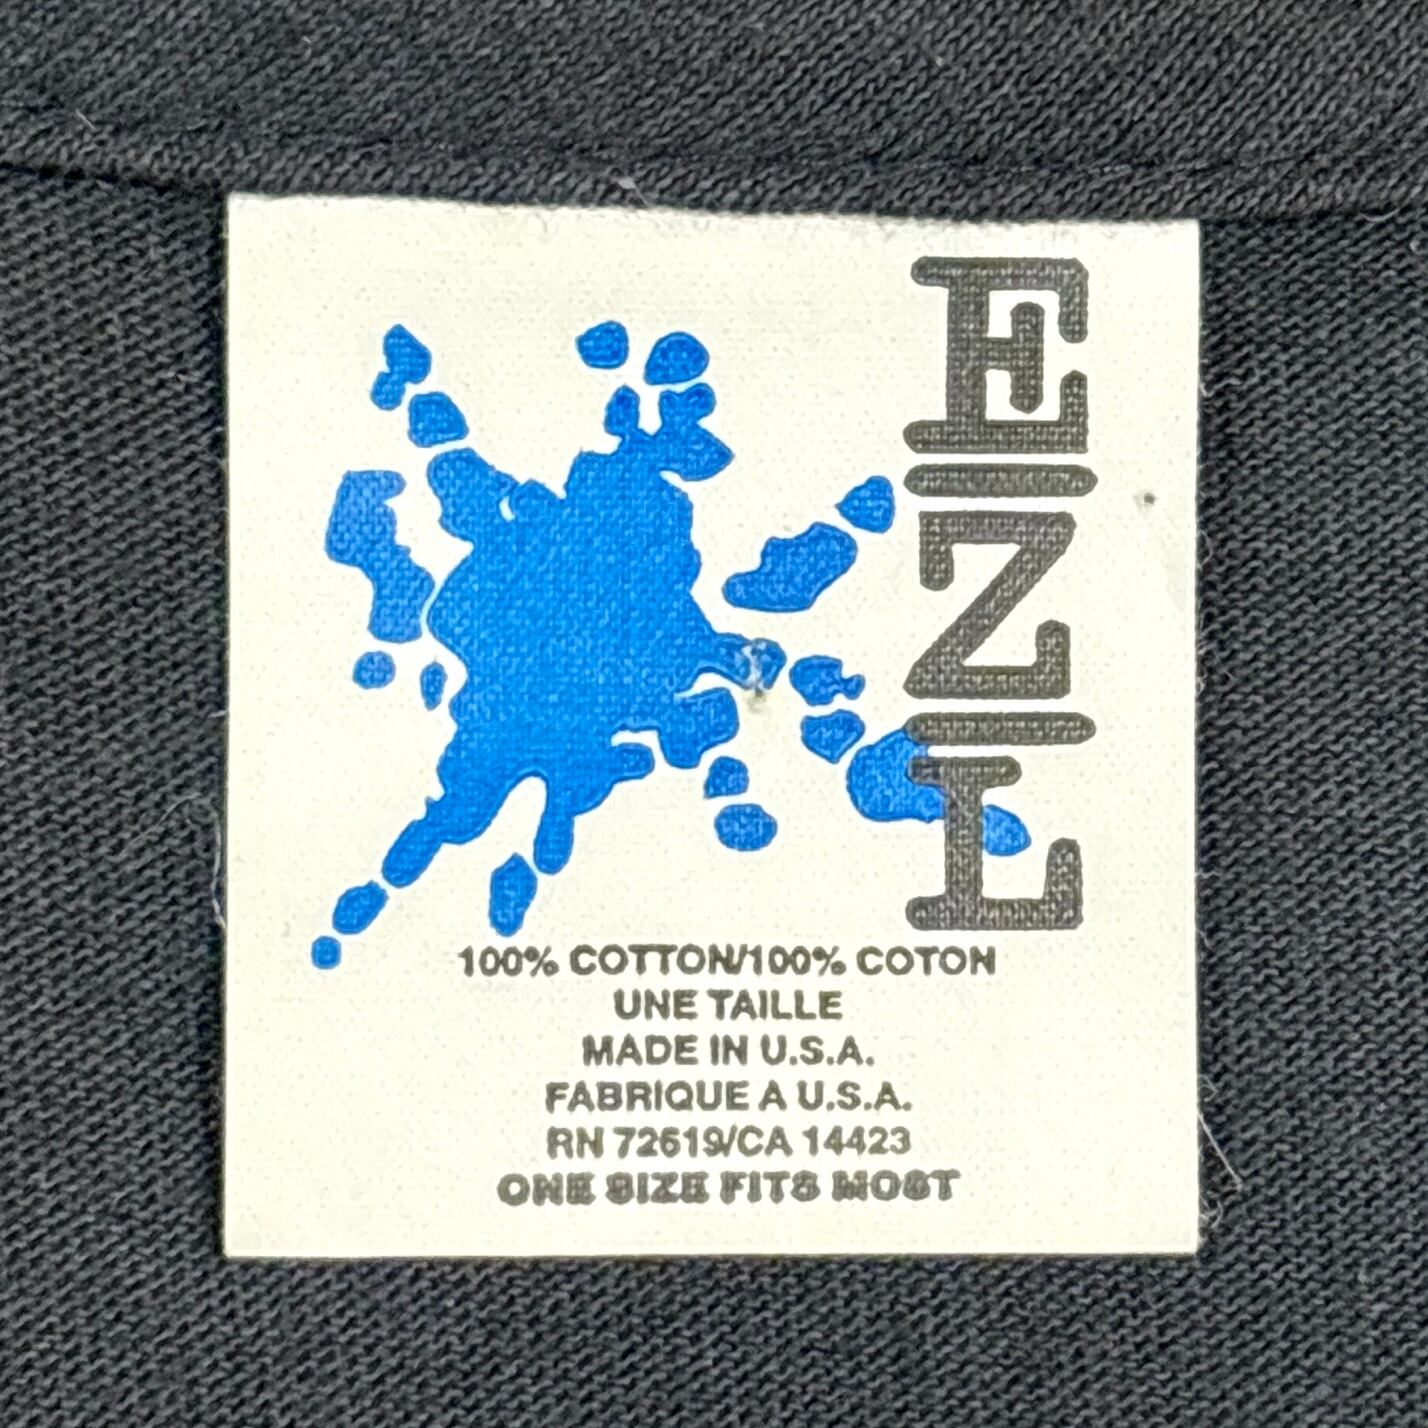 E
Z
L
100% COTTON/100% COTON
UNE TAILLE
MADE IN U.S.A.
FABRIQUE A U.S.A.
RN 72619/CA 14423
ONE SIZE FITS MOST